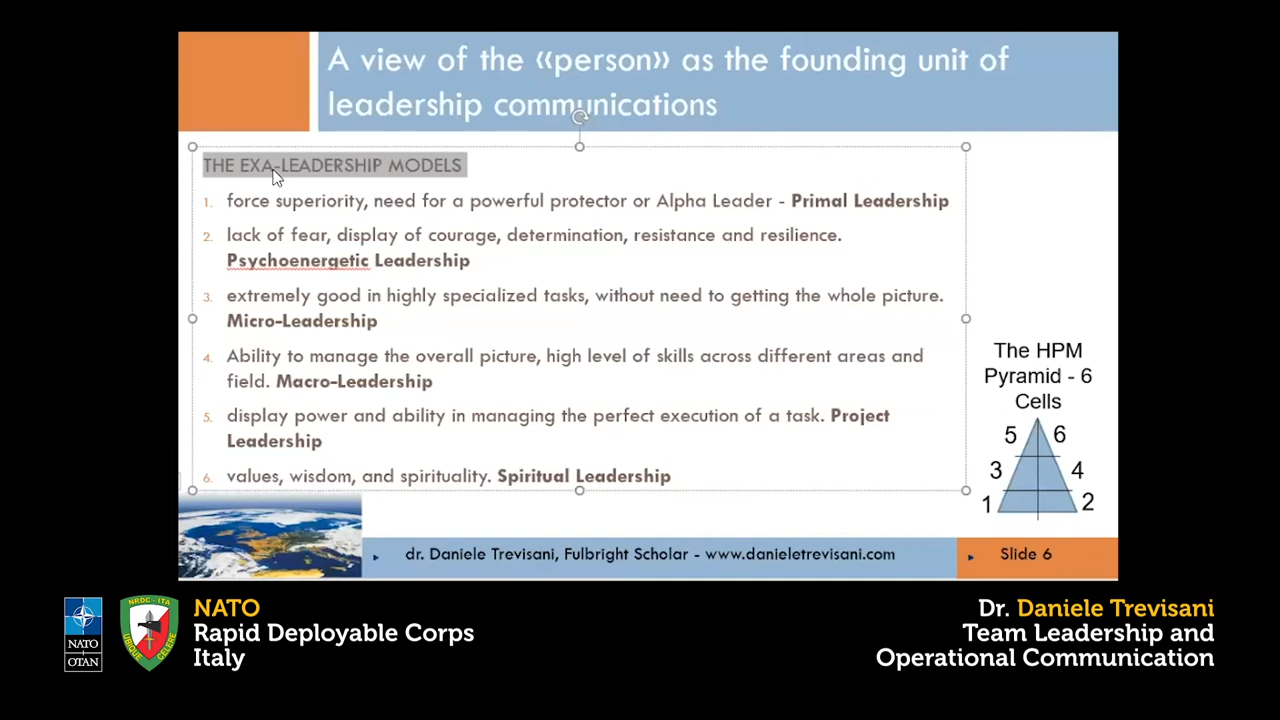 A view of the «person» as the founding unit of
leadership communications
THE EXA-LEADERSHIP MODELS
1. force superiority, need for a powerful protector or Alpha Leader - Primal Leadership
2. lack of fear, display of courage, determination, resistance and resilience.
Psychoenergetic Leadership
3. extremely good in highly specialized tasks, without need to getting the whole picture.
Micro-Leadership
4. Ability to manage the overall picture, high level of skills across different areas and
field. Macro-Leadership
5. display power and ability in managing the perfect execution of a task. Project
Leadership
6. values, wisdom, and spirituality. Spiritual Leadership
The HPM
Pyramid - 6
Cells
5 6
3 4
1 2
dr. Daniele Trevisani, Fulbright Scholar - www.danieletrevisani.com
Slide 6
NATO
OTAN
NRDC - ITA
UBIQUE CELERE
NATO
Rapid Deployable Corps
Italy
Dr. Daniele Trevisani
Team Leadership and
Operational Communication